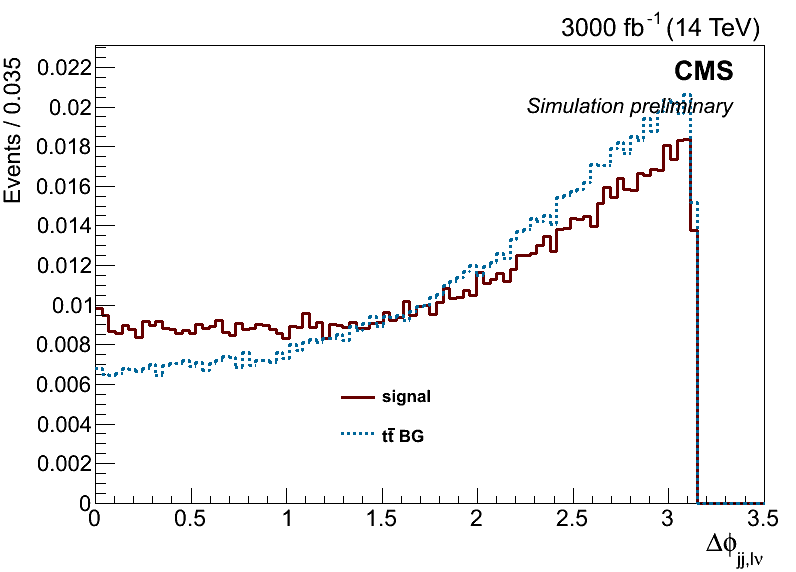 3000 fb⁻¹ (14 TeV)
CMS
Simulation preliminary
Events / 0.035
0.022
0.02
0.018
0.016
0.014
0.012
0.01
0.008
0.006
0.004
0.002
0
signal
tt̄ BG
0 0.5 1 1.5 2 2.5 3 3.5
Δϕjj,lν